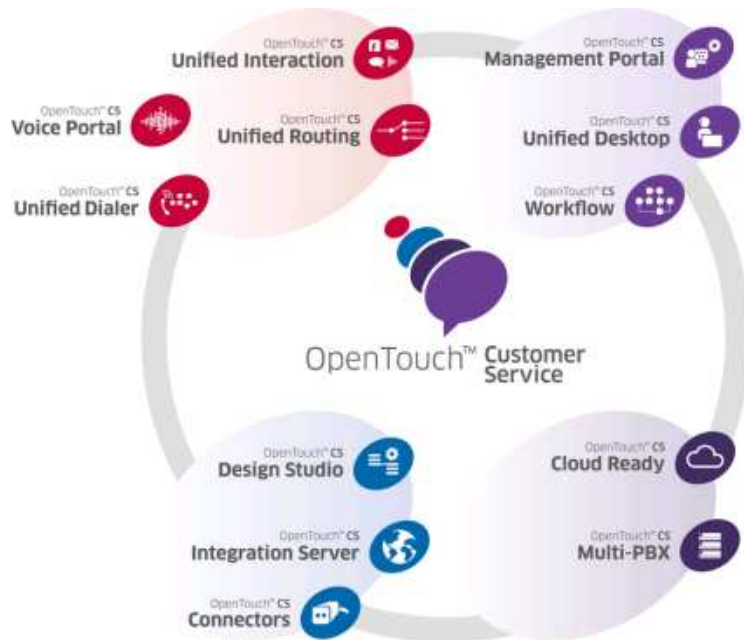 OpenTouch™ CS
Unified Interaction
OpenTouch™ CS
Voice Portal
OpenTouch™ CS
Unified Routing
OpenTouch™ CS
Unified Dialer
OpenTouch™ CS
Management Portal
OpenTouch™ CS
Unified Desktop
OpenTouch™ CS
Workflow
OpenTouch™ Customer
Service
OpenTouch™ CS
Design Studio
OpenTouch™ CS
Integration Server
OpenTouch™ CS
Connectors
OpenTouch™ CS
Cloud Ready
OpenTouch™ CS
Multi-PBX